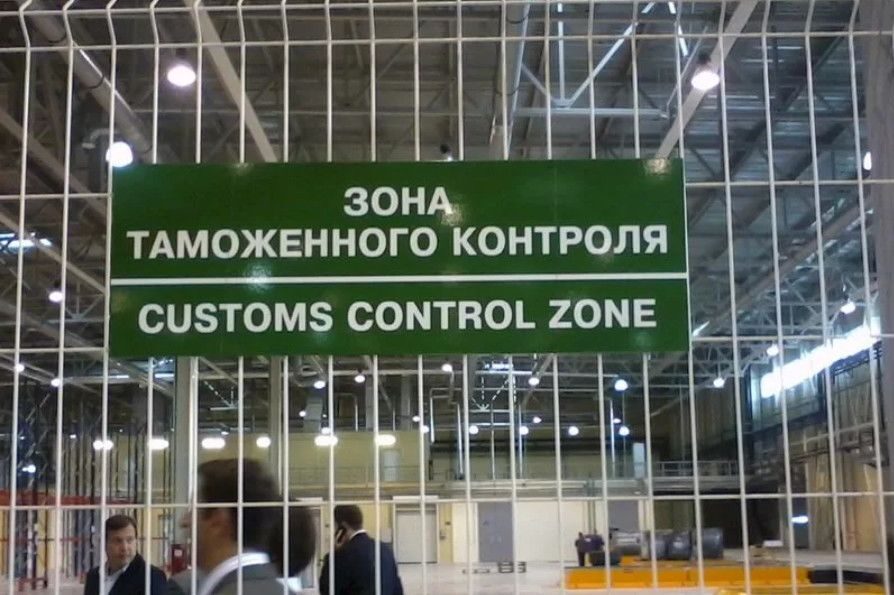 ЗОНА
ТАМОЖЕННОГО КОНТРОЛЯ
CUSTOMS CONTROL ZONE